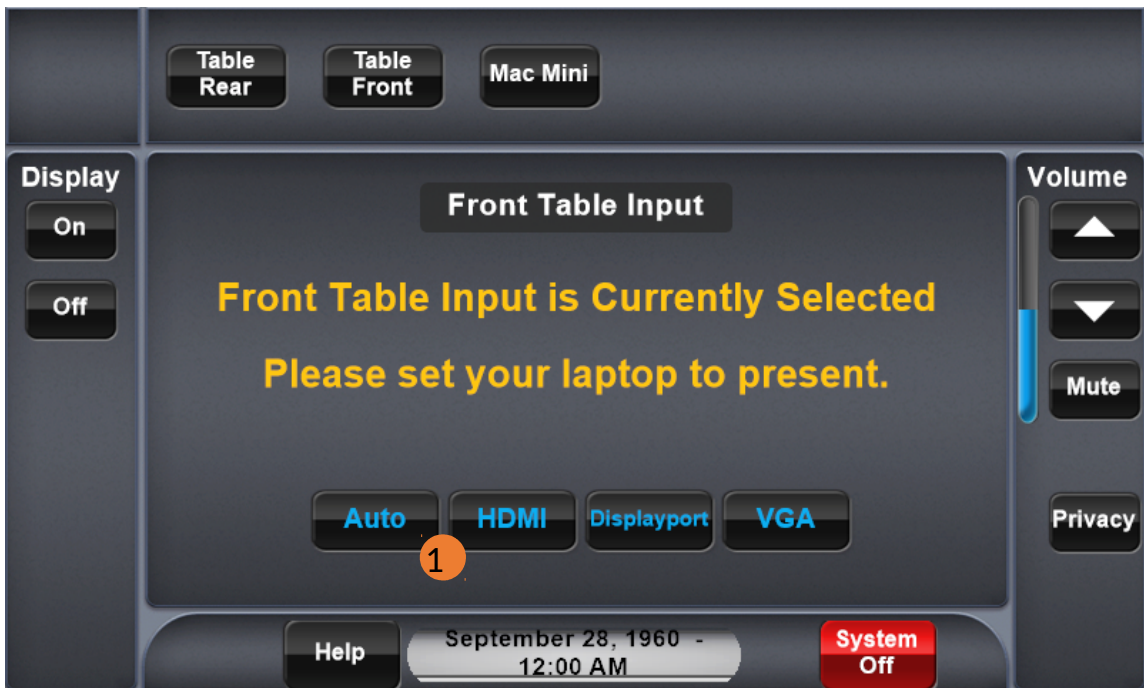 Table
Rear
Table
Front
Mac Mini
Display
On
Off
Front Table Input
Front Table Input is Currently Selected
Please set your laptop to present.
Auto
HDMI
Displayport
VGA
1
Volume
Mute
Privacy
Help
September 28, 1960 -
12:00 AM
System
Off